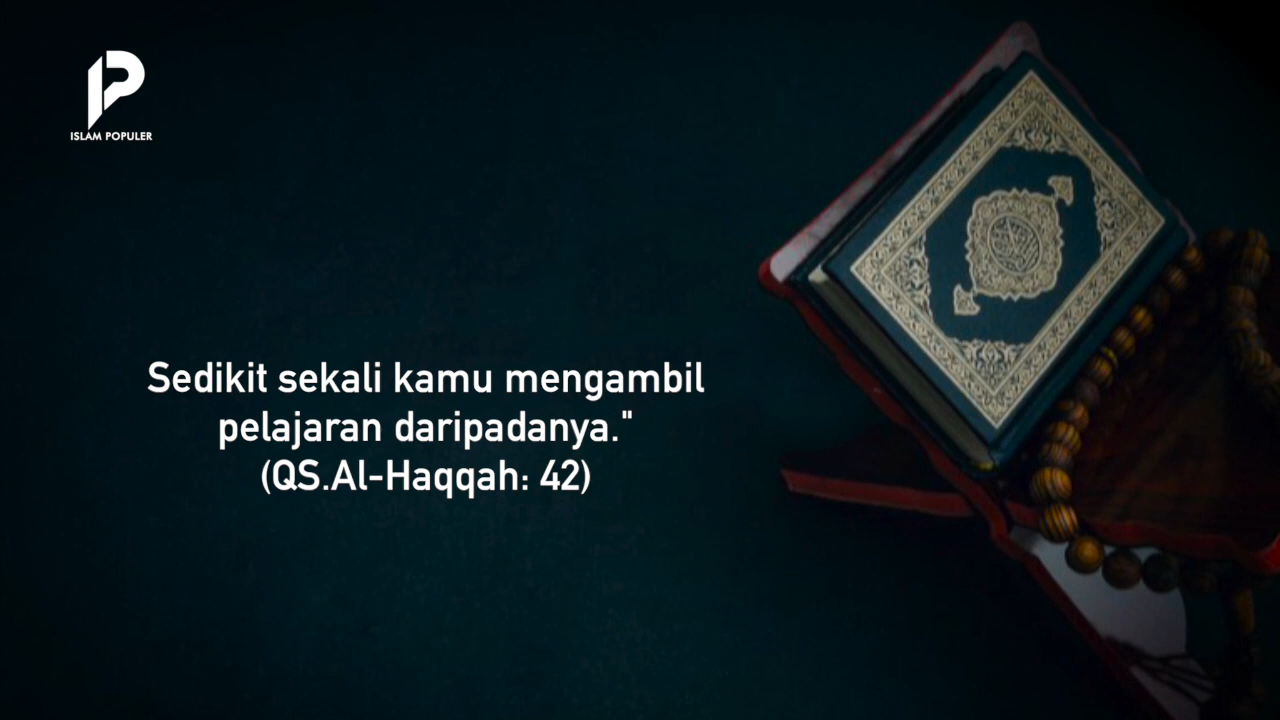 ISLAM POPULER
Sedikit sekali kamu mengambil
pelajaran daripadanya."
(QS.Al-Haqqah: 42)